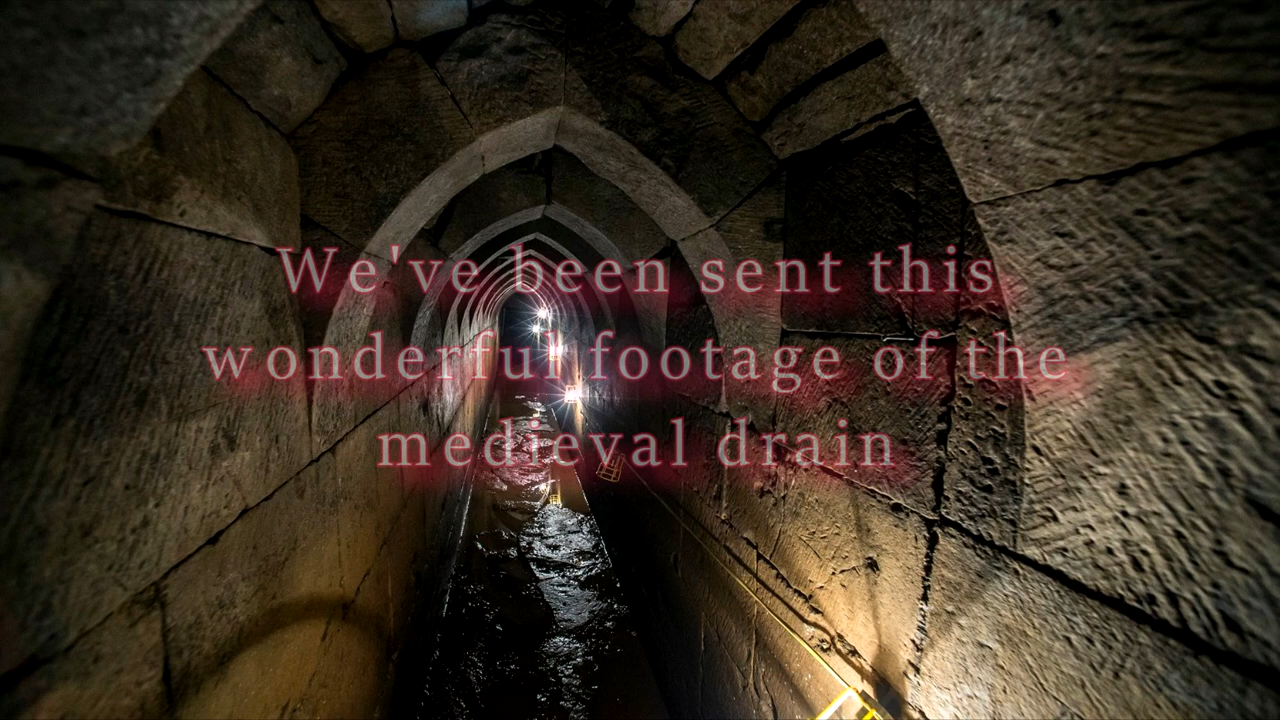 We've been sent this
wonderful footage of the
medieval drain